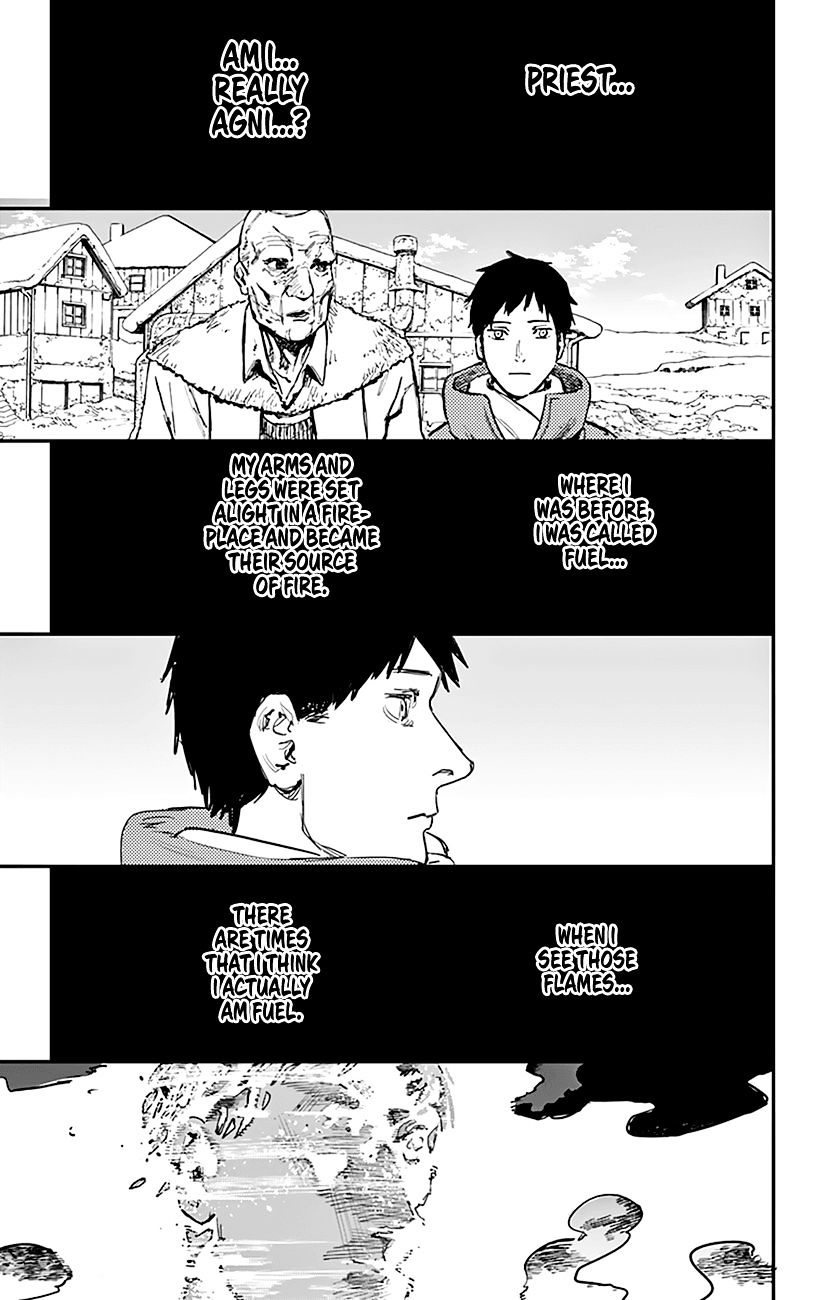 PRIEST...
AM I...
REALLY
AGNI...?
WHERE I
WAS BEFORE,
I WAS CALLED
FUEL...
MY ARMS AND
LEGS WERE SET
ALIGHT IN A FIRE-
PLACE AND BECAME
THEIR SOURCE
OF FIRE.
WHEN I
SEE THOSE
FLAMES...
THERE
ARE TIMES
THAT I THINK
I ACTUALLY
AM FUEL.